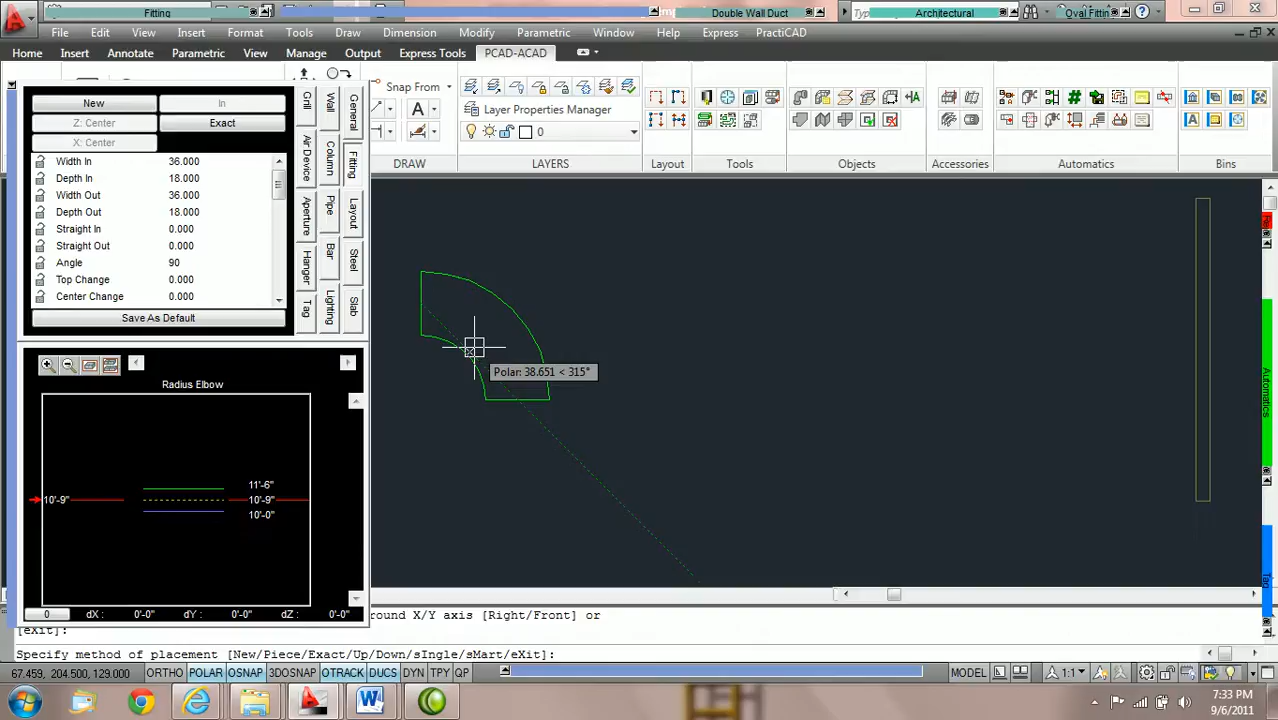 Fitting
Double Wall Duct
Architectural
Oval Fittin
File Edit View Insert Format Tools Draw Dimension Modify Parametric Window Help Express PractiCAD
Home Insert Annotate Parametric View Manage Output Express Tools PCAD-ACAD
Snap From
Layer Properties Manager
0
DRAW LAYERS Layout Tools Objects Accessories Automatics Bins
New In
Z: Center Exact
X: Center
Width In 36.000
Depth In 18.000
Width Out 36.000
Depth Out 18.000
Straight In 0.000
Straight Out 0.000
Angle 90
Top Change 0.000
Center Change 0.000
Save As Default
Grill
Air Device
Aperture
Hanger
Tag
Wall
Column
Pipe
Bar
Lighting
General
Fitting
Layout
Steel
Slab
Radius Elbow
11'-6"
10'-9" 10'-9"
10'-0"
0 dX : 0'-0" dY : 0'-0" dZ : 0'-0"
Polar: 38.651 < 315°
Automatics
Tag
round X/Y axis [Right/Front] or
[eXit]:
Specify method of placement [New/Piece/Exact/Up/Down/sIngle/sMart/eXit]:
67.459, 204.500, 129.000 ORTHO POLAR OSNAP 3DOSNAP OTRACK DUCS DYN TPY QP MODEL 1:1
7:33 PM
9/6/2011